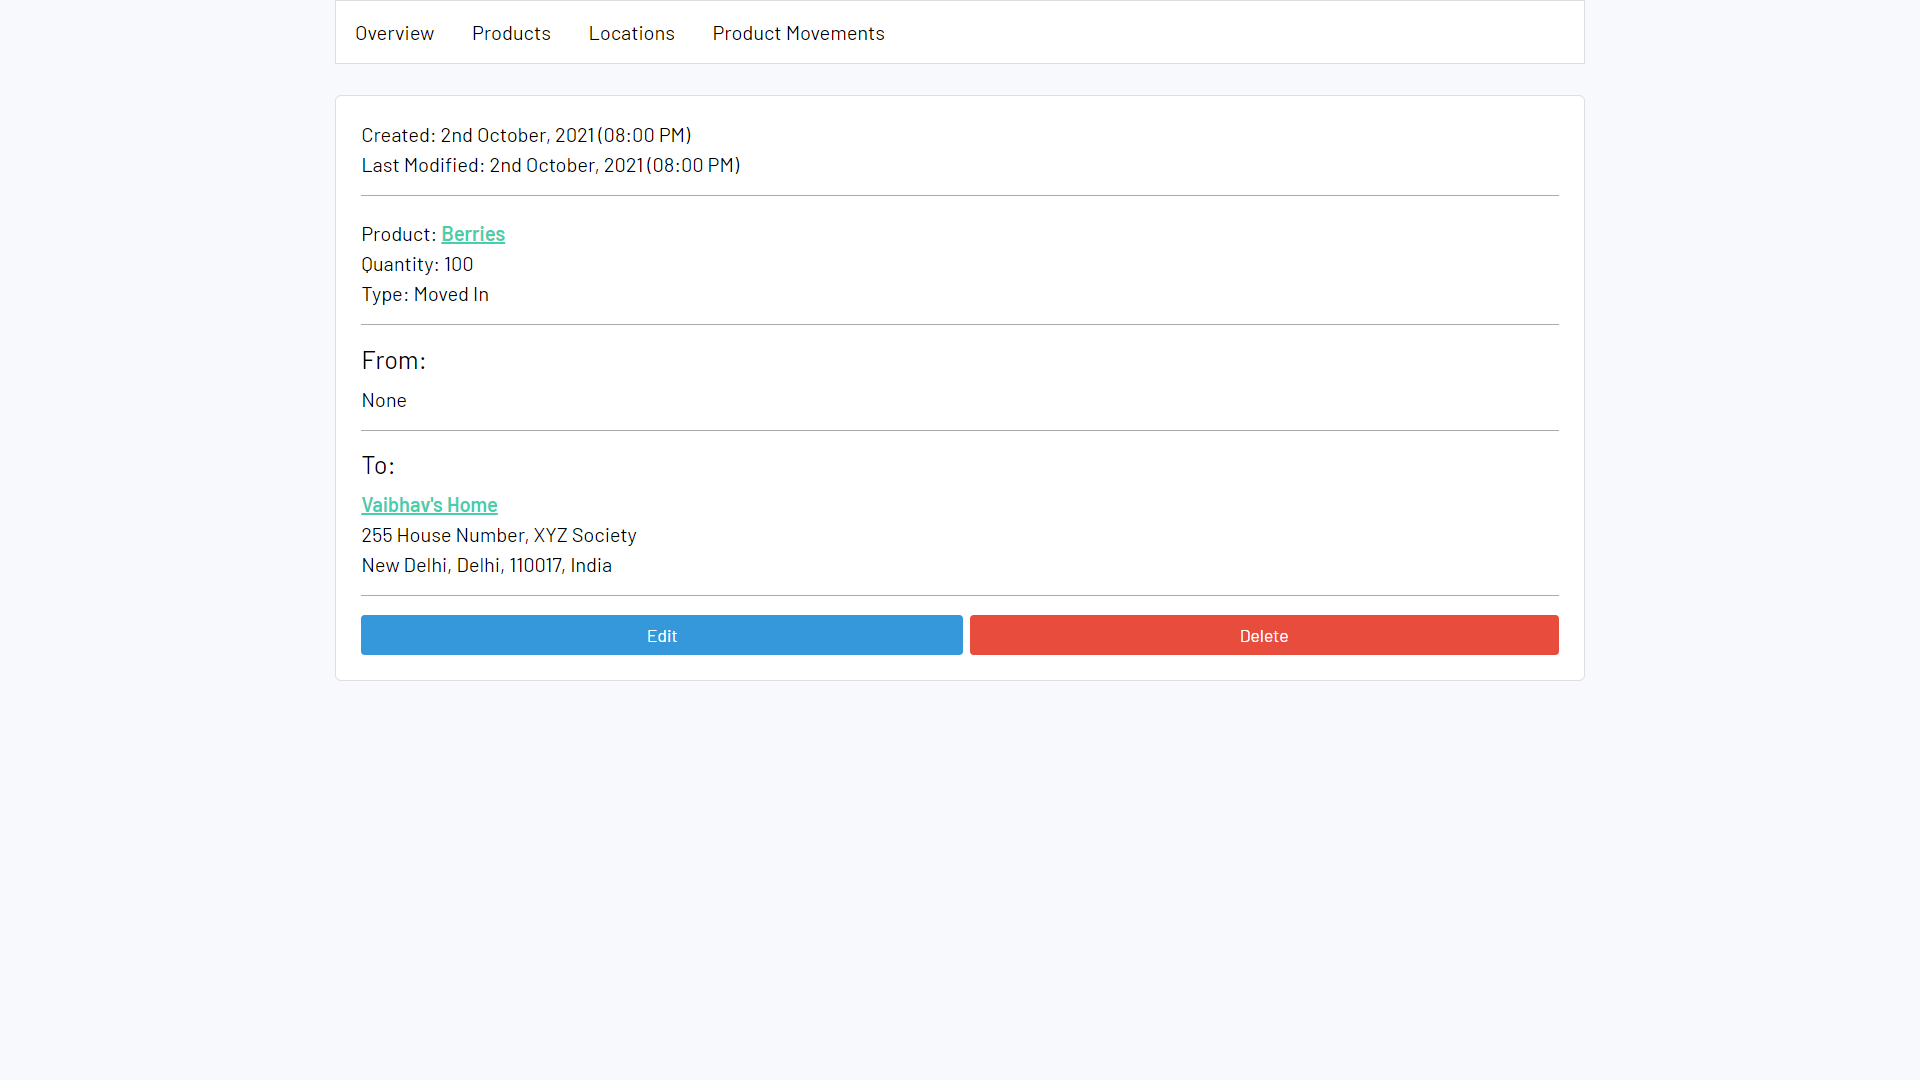 Overview Products Locations Product Movements
Created: 2nd October, 2021 (08:00 PM)
Last Modified: 2nd October, 2021 (08:00 PM)
Product: Berries
Quantity: 100
Type: Moved In
From:
None
To:
Vaibhav's Home
255 House Number, XYZ Society
New Delhi, Delhi, 110017, India
Edit Delete